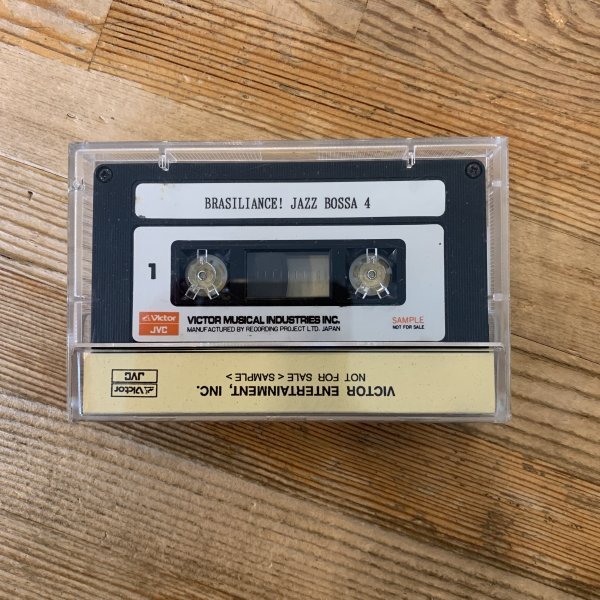 BRASILIANCE! JAZZ BOSSA 4
1
Victor
JVC
VICTOR MUSICAL INDUSTRIES INC.
MANUFACTURED BY RECORDING PROJECT LTD. JAPAN
SAMPLE
NOT FOR SALE
VICTOR ENTERTAINMENT, INC.
NOT FOR SALE < SAMPLE >
Victor
JVC